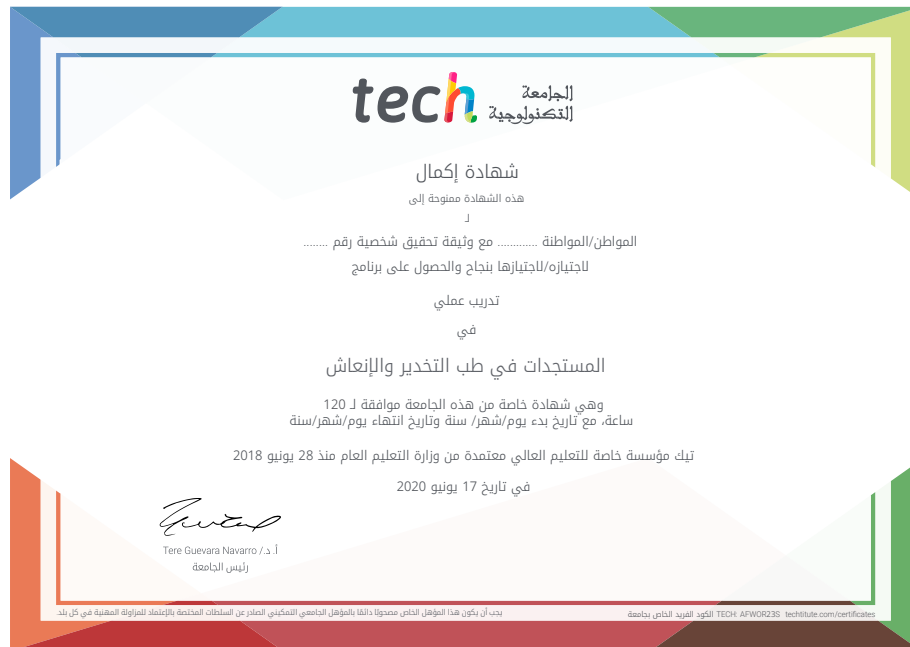 tech
الجامعة
التكنولوجية
شهادة إكمال
هذه الشهادة ممنوحة إلى
لـ
المواطن/المواطنة ............ مع وثيقة تحقيق شخصية رقم ........
لاجتيازه/لاجتيازها بنجاح والحصول على برنامج
تدريب عملي
في
المستجدات في طب التخدير والإنعاش
وهي شهادة خاصة من هذه الجامعة موافقة لـ 120
ساعة، مع تاريخ بدء يوم/شهر/ سنة وتاريخ انتهاء يوم/شهر/سنة
تيك مؤسسة خاصة للتعليم العالي معتمدة من وزارة التعليم العام منذ 28 يونيو 2018
في تاريخ 17 يونيو 2020
أ.د./ Tere Guevara Navarro
رئيس الجامعة
يجب أن يكون هذا المؤهل الخاص مصحوبًا دائمًا بالمؤهل الجامعي التمكيني الصادر عن السلطات المختصة بالإعتماد للمزاولة المهنية في كل بلد.
الكود الفريد الخاص بجامعة TECH: AFWOR23S techtitute.com/certificates